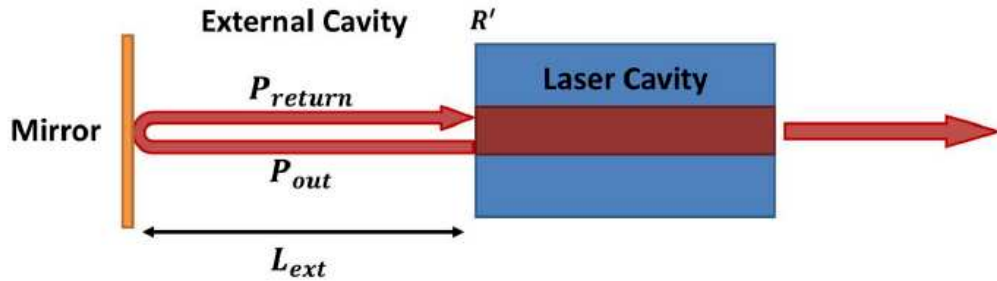 External Cavity
R′
Laser Cavity
P_return
Mirror
P_out
L_ext